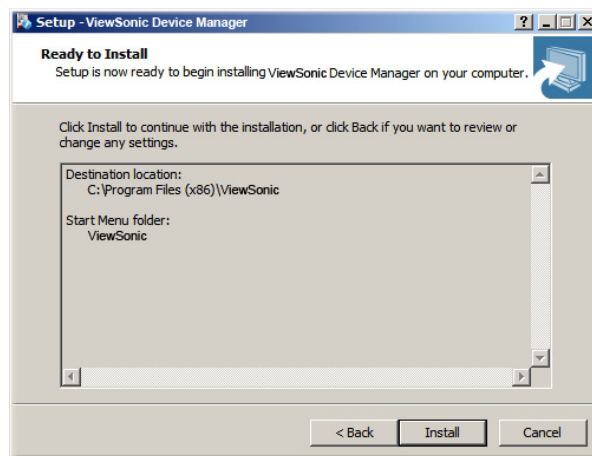 Setup - ViewSonic Device Manager
Ready to Install
Setup is now ready to begin installing ViewSonic Device Manager on your computer.
Click Install to continue with the installation, or click Back if you want to review or
change any settings.
Destination location:
C:\Program Files (x86)\ViewSonic
Start Menu folder:
ViewSonic
< Back Install Cancel